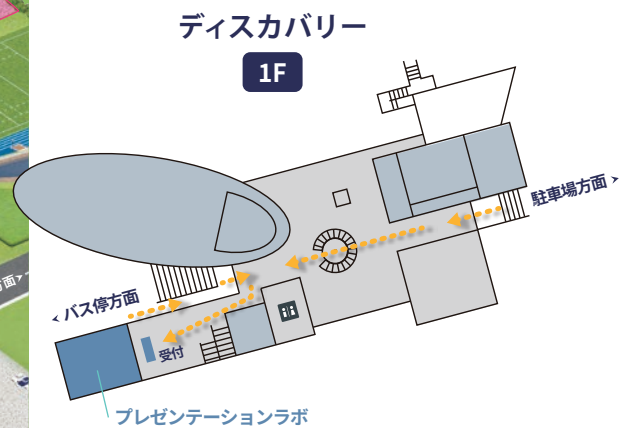 ディスカバリー
1F
駐車場方面 >
面>
< バス停方面
受付
プレゼンテーションラボ